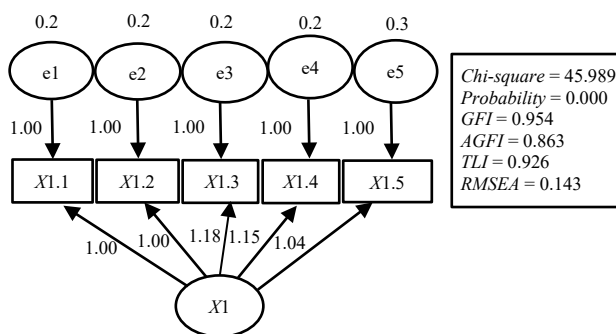 0.2 0.2 0.2 0.2 0.3
e1 e2 e3 e4 e5
1.00 1.00 1.00 1.00 1.00
X1.1 X1.2 X1.3 X1.4 X1.5
1.00 1.00 1.18 1.15 1.04
X1
Chi-square = 45.989
Probability = 0.000
GFI = 0.954
AGFI = 0.863
TLI = 0.926
RMSEA = 0.143